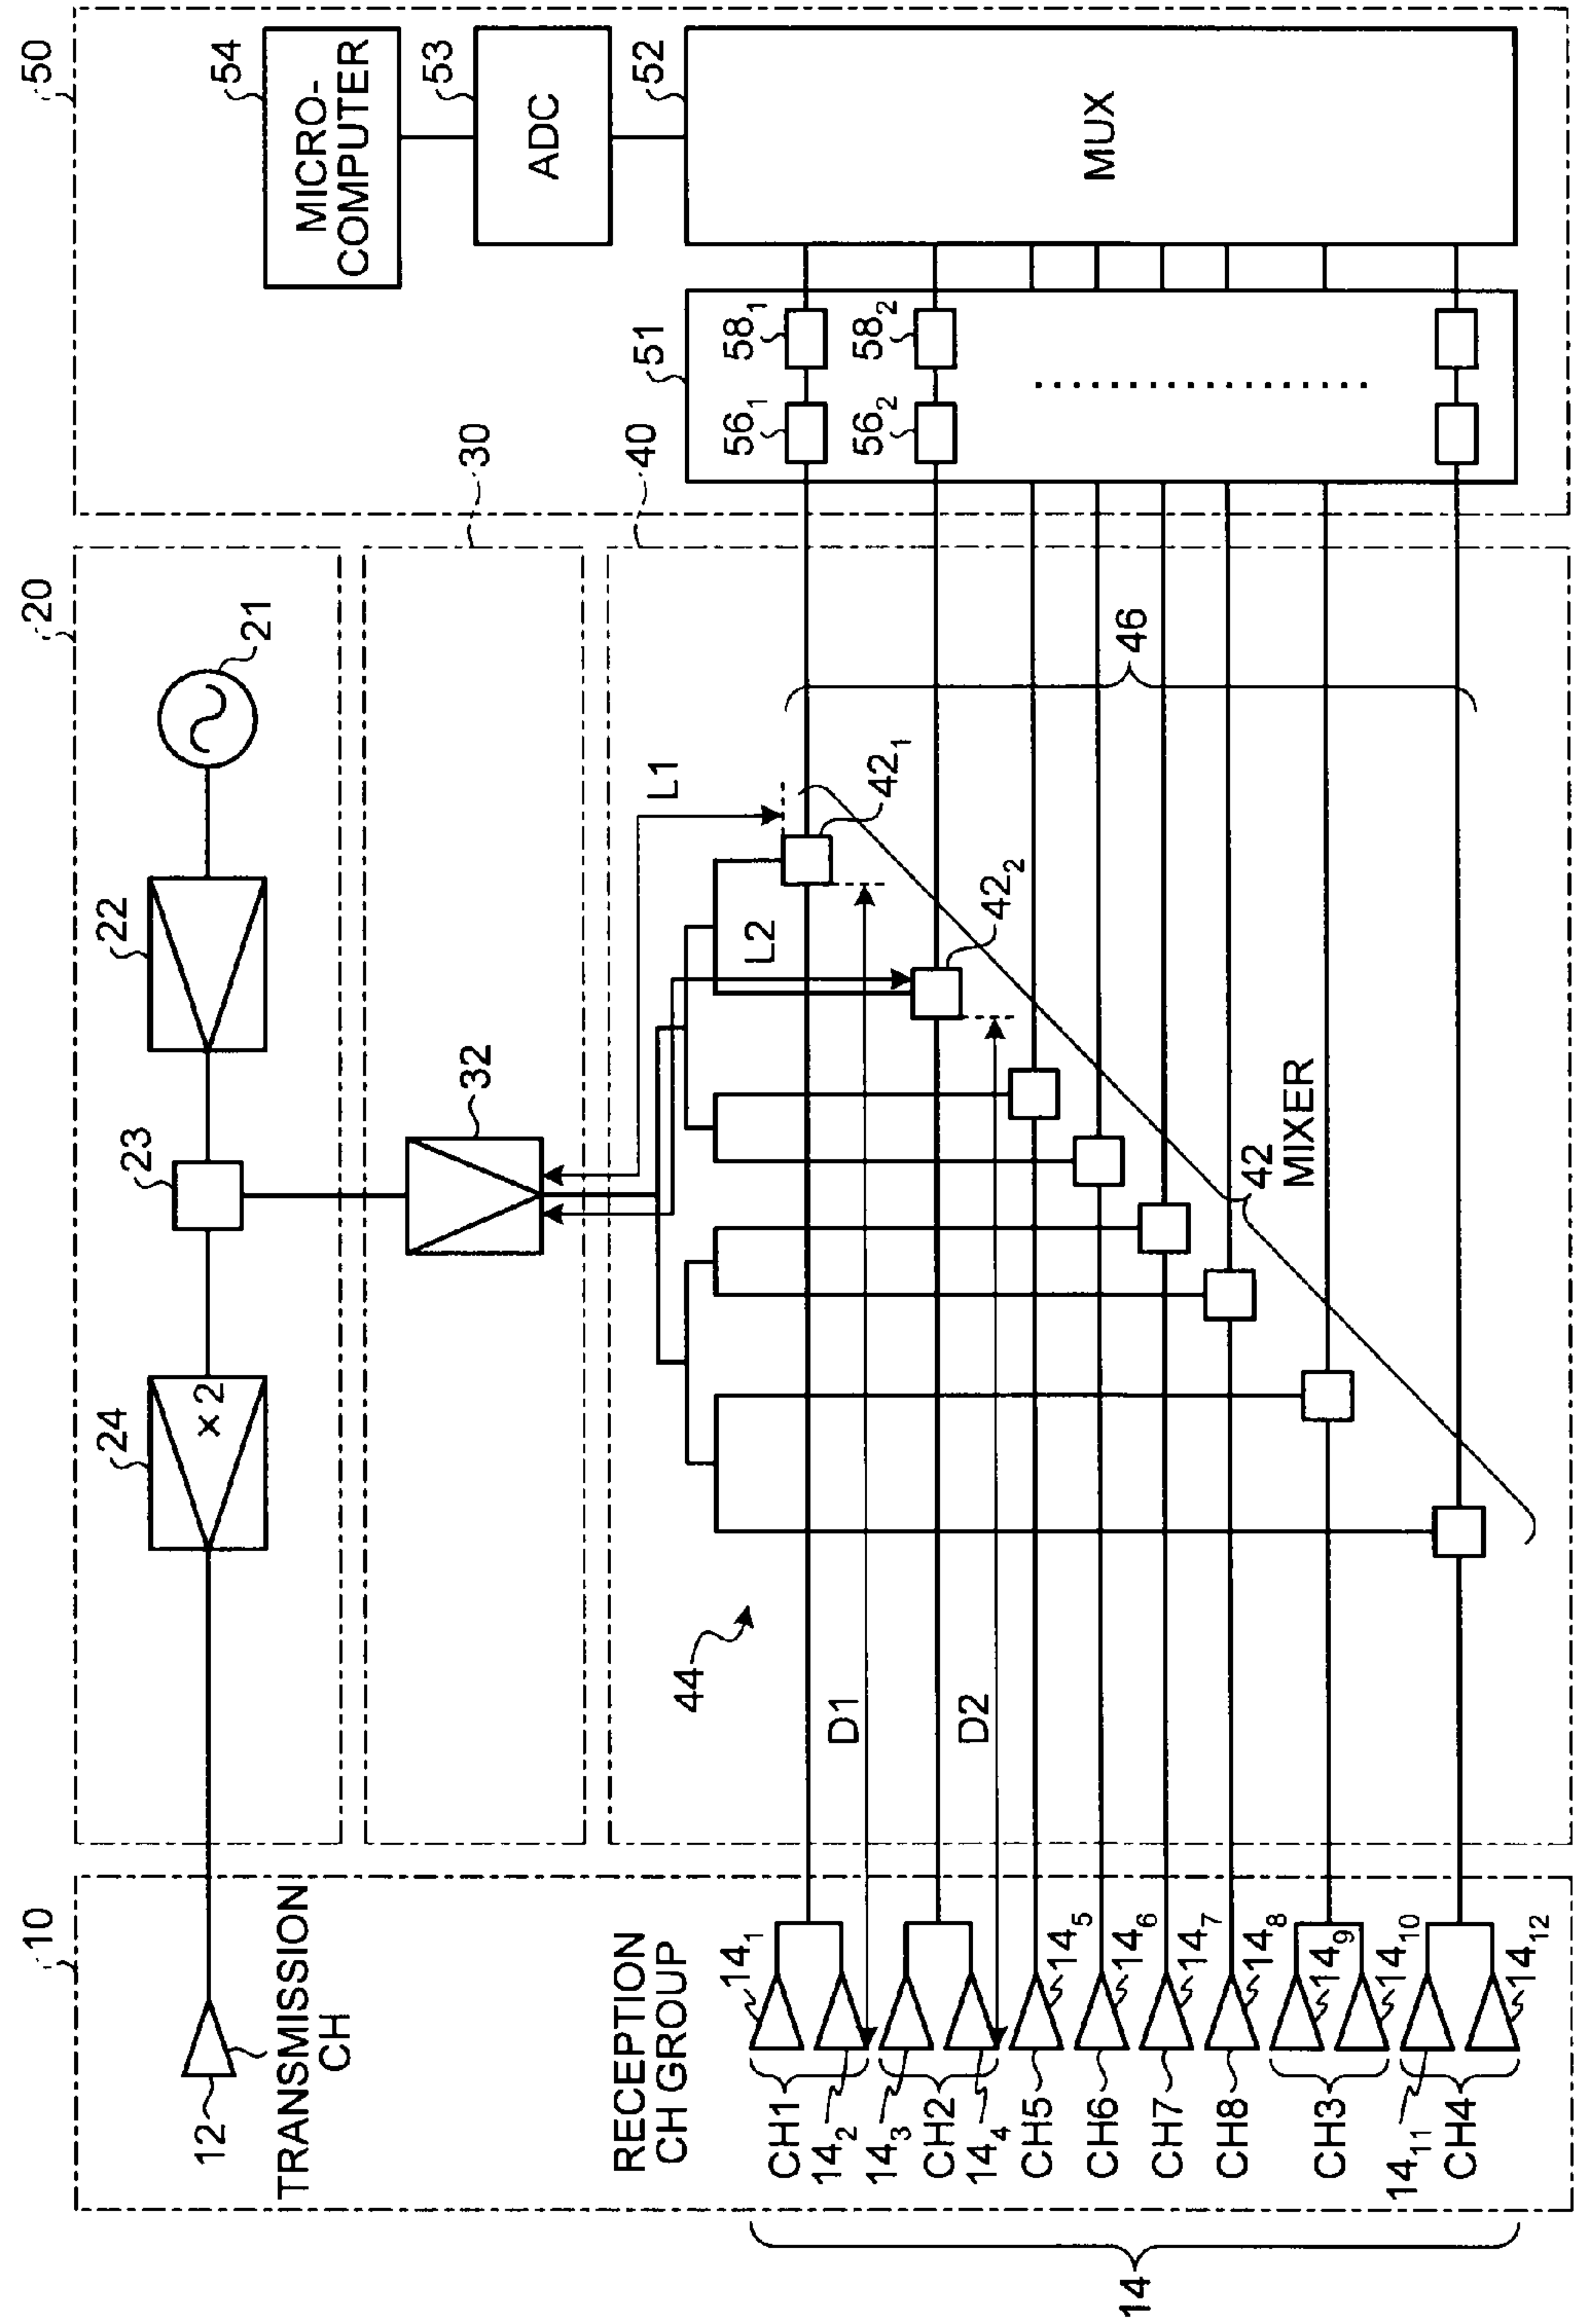 10
20
50
21
22
23
24
×2
12
TRANSMISSION
CH
30
32
40
54
MICRO-
COMPUTER
53
ADC
52
MUX
51
56₁
58₁
56₂
58₂
L1
L2
42₁
42₂
46
42
MIXER
44
D1
D2
RECEPTION
CH GROUP
CH1
14₁
14₂
14₃
CH2
14₄
CH5
14₅
CH6
14₆
CH7
14₇
CH8
14₈
CH3
14₉
14₁₀
14₁₁
CH4
14₁₂
14